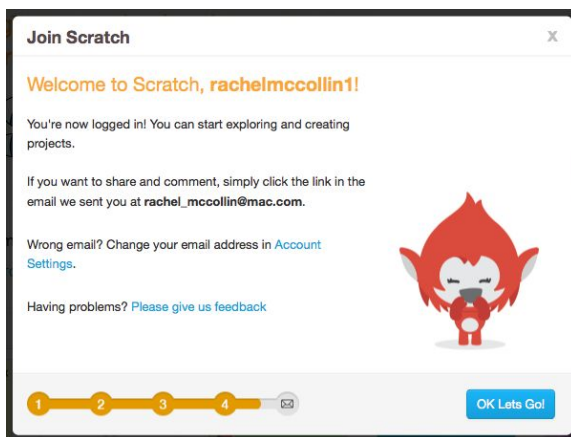 Join Scratch
X
Welcome to Scratch, rachelmccollin1!
You're now logged in! You can start exploring and creating
projects.
If you want to share and comment, simply click the link in the
email we sent you at rachel_mccollin@mac.com.
Wrong email? Change your email address in Account
Settings.
Having problems? Please give us feedback
1 2 3 4
OK Lets Go!